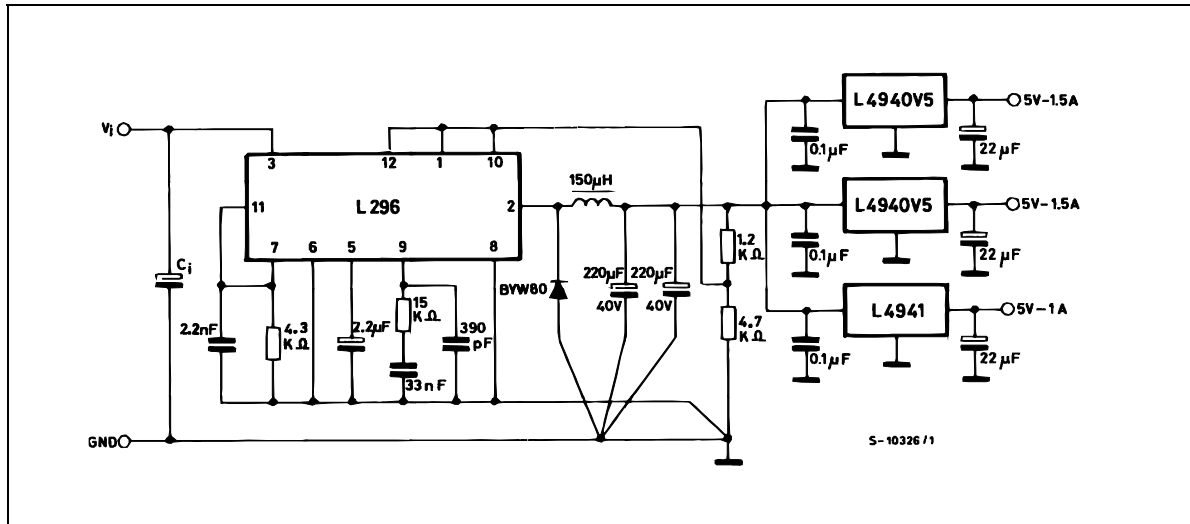 L4940V5
5V-1.5A
0.1µF
22µF
Vi
3
12
1
10
L296
11
2
7
6
5
9
8
150µH
L4940V5
5V-1.5A
0.1µF
22µF
1.2
KΩ
Ci
BYW80
220µF
40V
220µF
40V
4.7
KΩ
L4941
5V-1A
0.1µF
22µF
2.2nF
4.3
KΩ
2.2µF
15
KΩ
390
pF
33nF
GND
S-10326/1